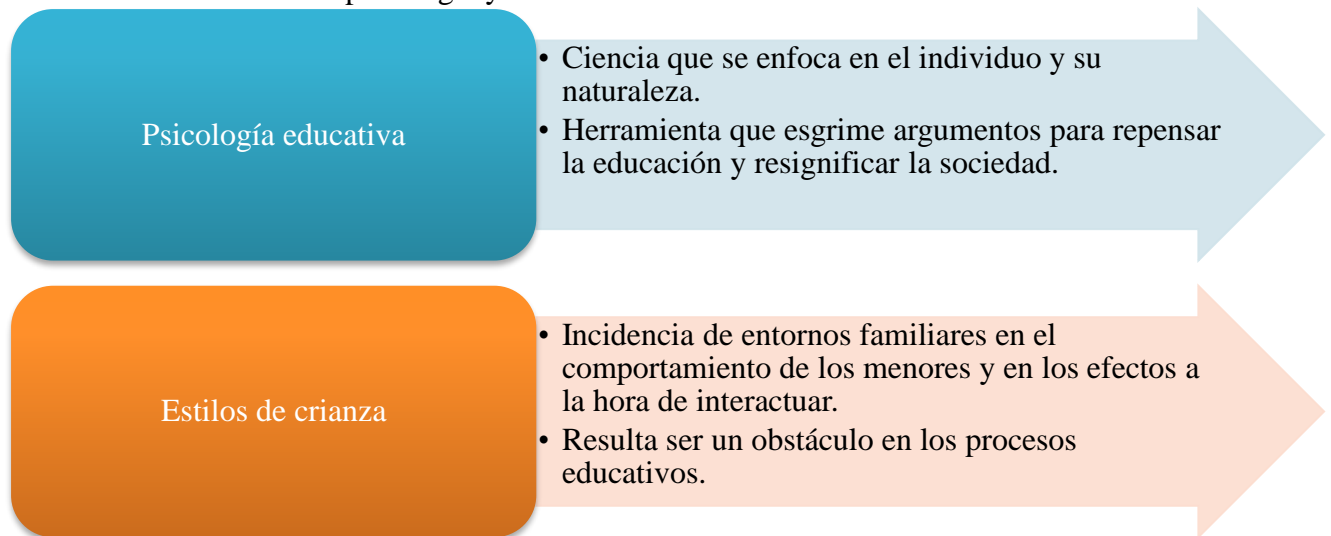 Psicología educativa
• Ciencia que se enfoca en el individuo y su
naturaleza.
• Herramienta que esgrime argumentos para repensar
la educación y resignificar la sociedad.
Estilos de crianza
• Incidencia de entornos familiares en el
comportamiento de los menores y en los efectos a
la hora de interactuar.
• Resulta ser un obstáculo en los procesos
educativos.